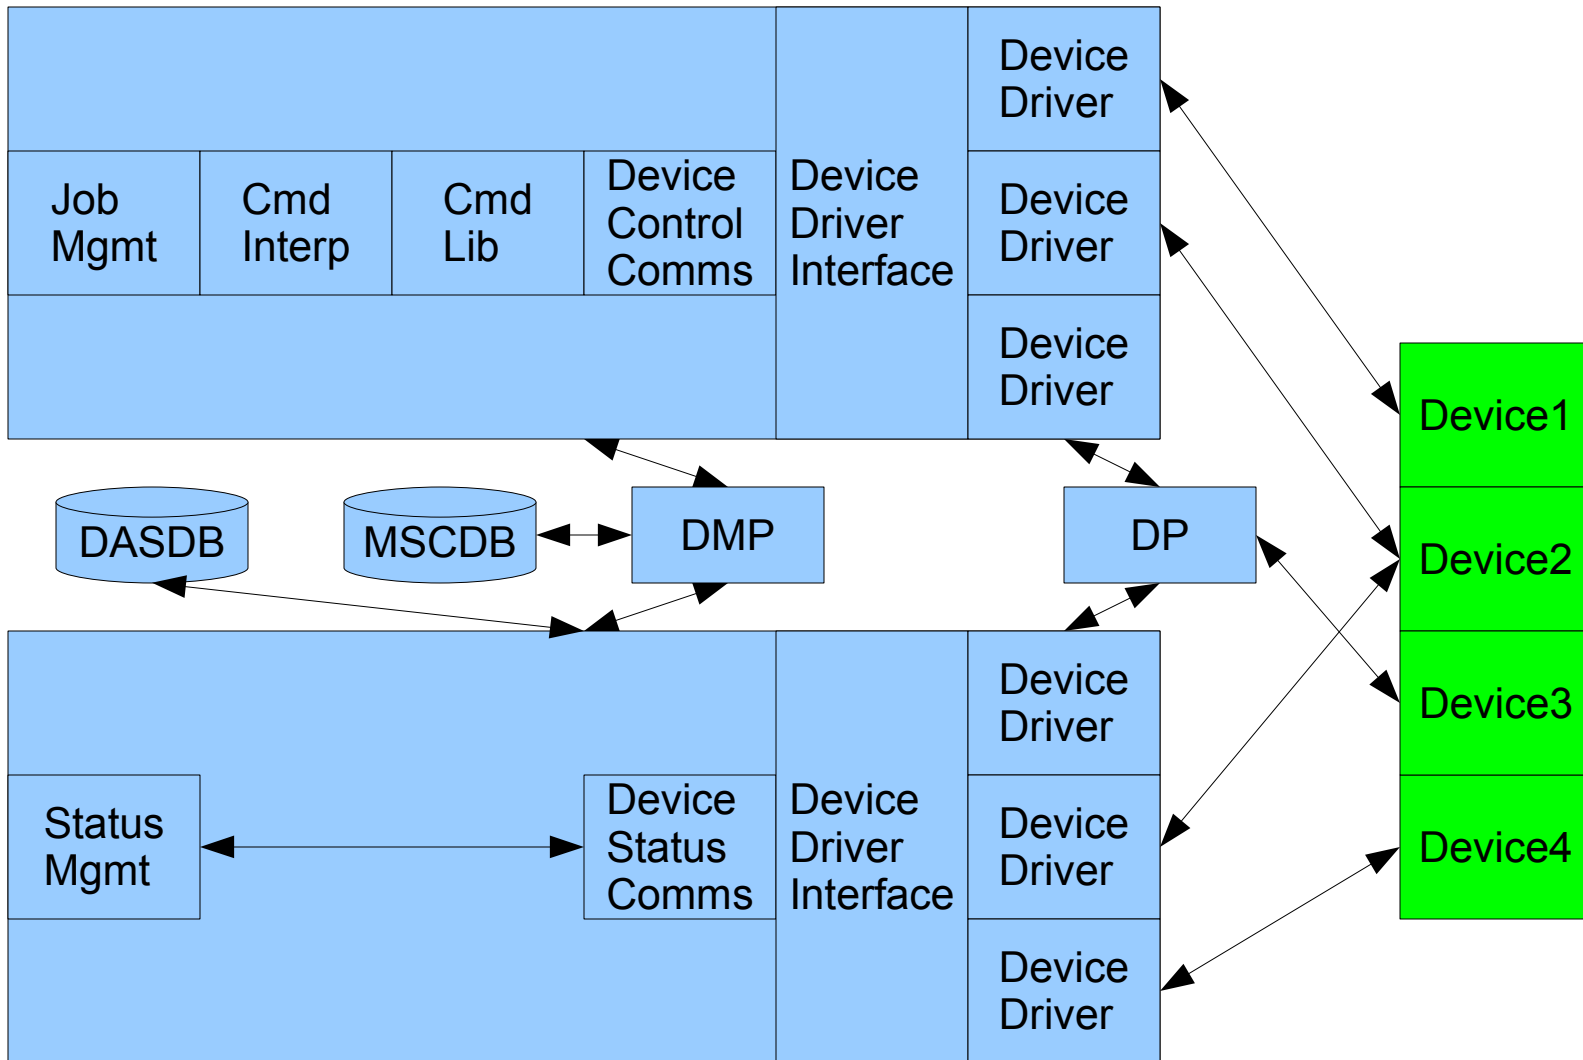 Device
Driver
Job
Mgmt
Cmd
Interp
Cmd
Lib
Device
Control
Comms
Device
Driver
Interface
Device
Driver
Device
Driver
Device1
DASDB
MSCDB
DMP
DP
Device2
Device
Driver
Device3
Status
Mgmt
Device
Status
Comms
Device
Driver
Interface
Device
Driver
Device4
Device
Driver